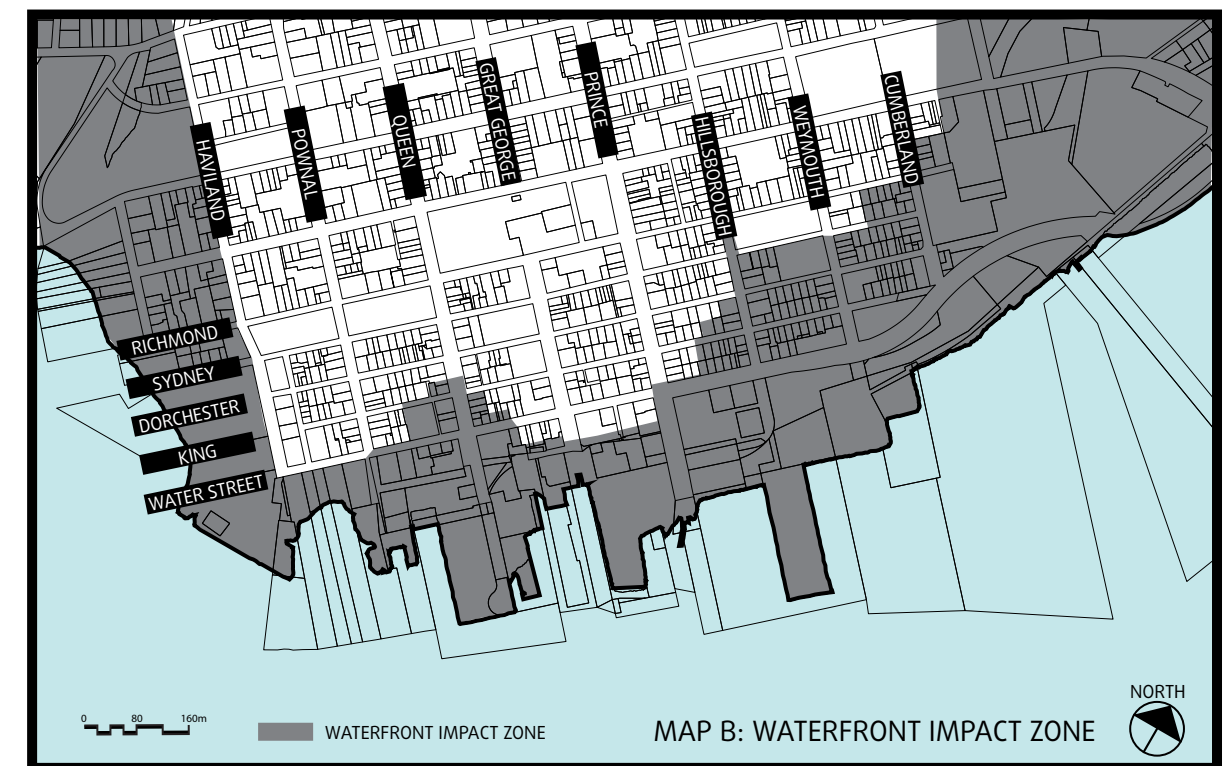 HAVILAND
POWNAL
QUEEN
GREAT GEORGE
PRINCE
HILLSBOROUGH
WEYMOUTH
CUMBERLAND
RICHMOND
SYDNEY
DORCHESTER
KING
WATER STREET
0 80 160m
WATERFRONT IMPACT ZONE
MAP B: WATERFRONT IMPACT ZONE
NORTH